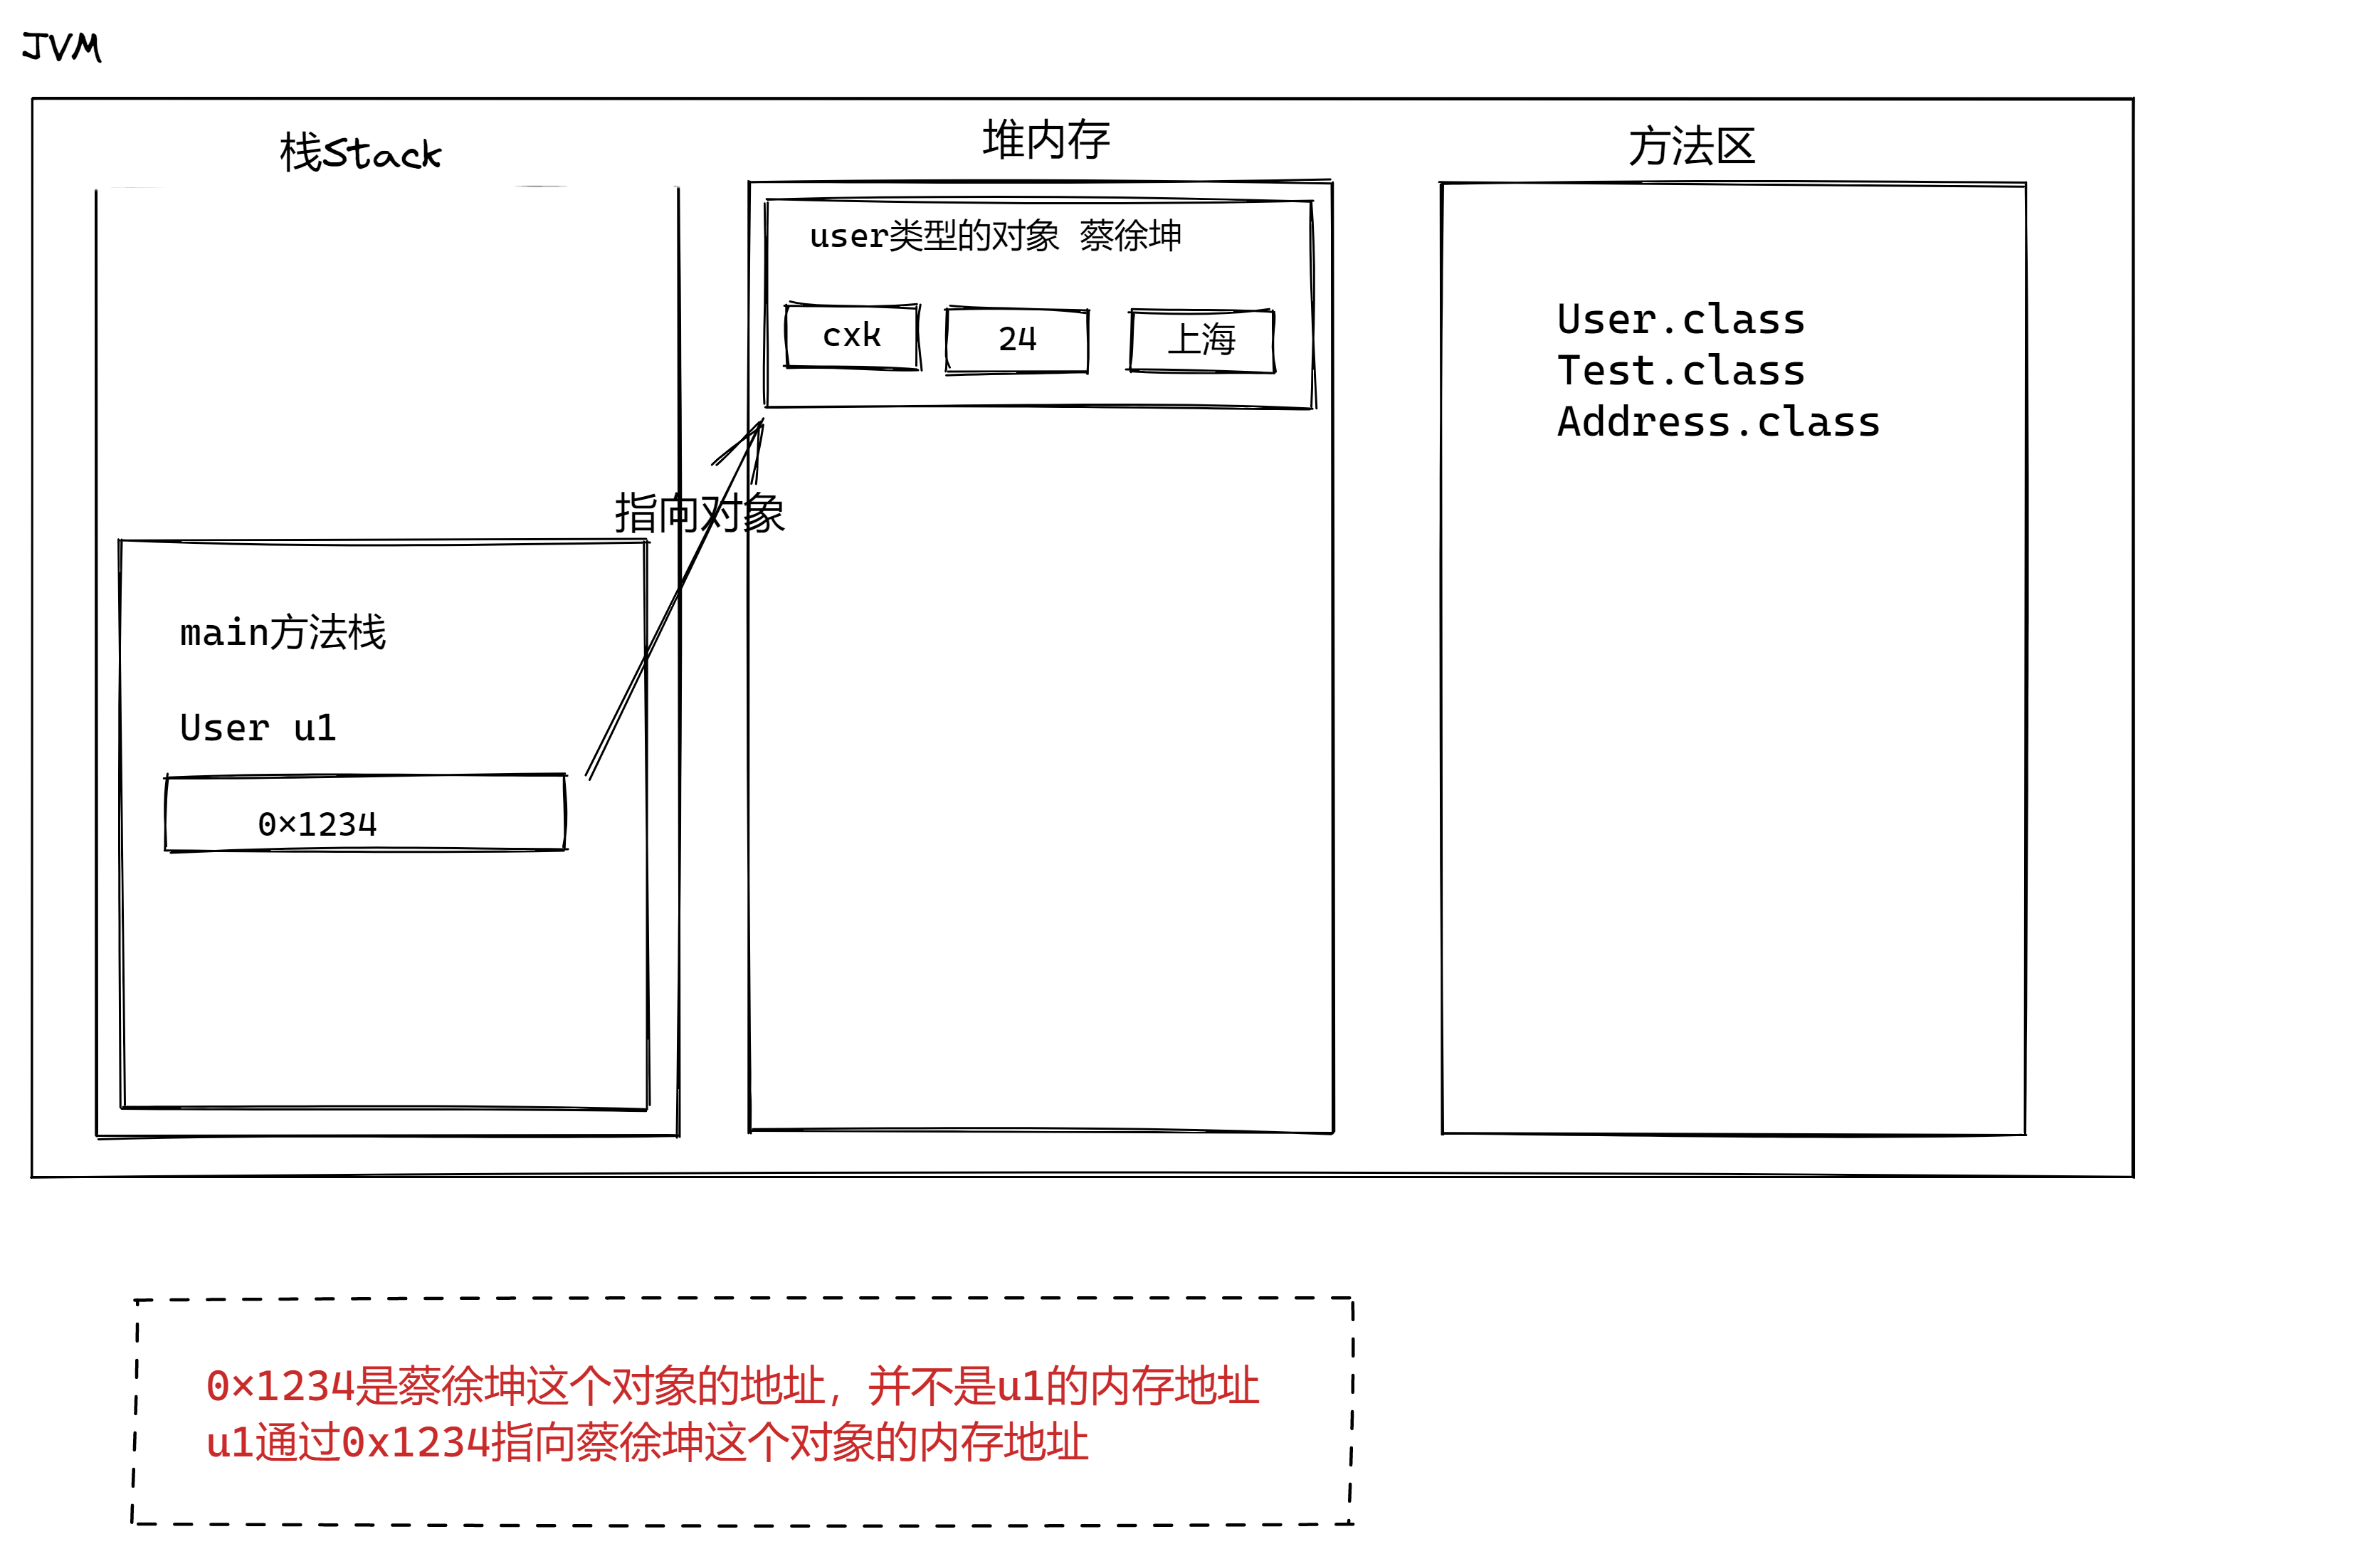 JVM
栈Stack
堆内存
方法区
user类型的对象 蔡徐坤
cxk
24
上海
User.class
Test.class
Address.class
指向对象
main方法栈
User u1
0×1234
0×1234是蔡徐坤这个对象的地址，并不是u1的内存地址
u1通过0x1234指向蔡徐坤这个对象的内存地址